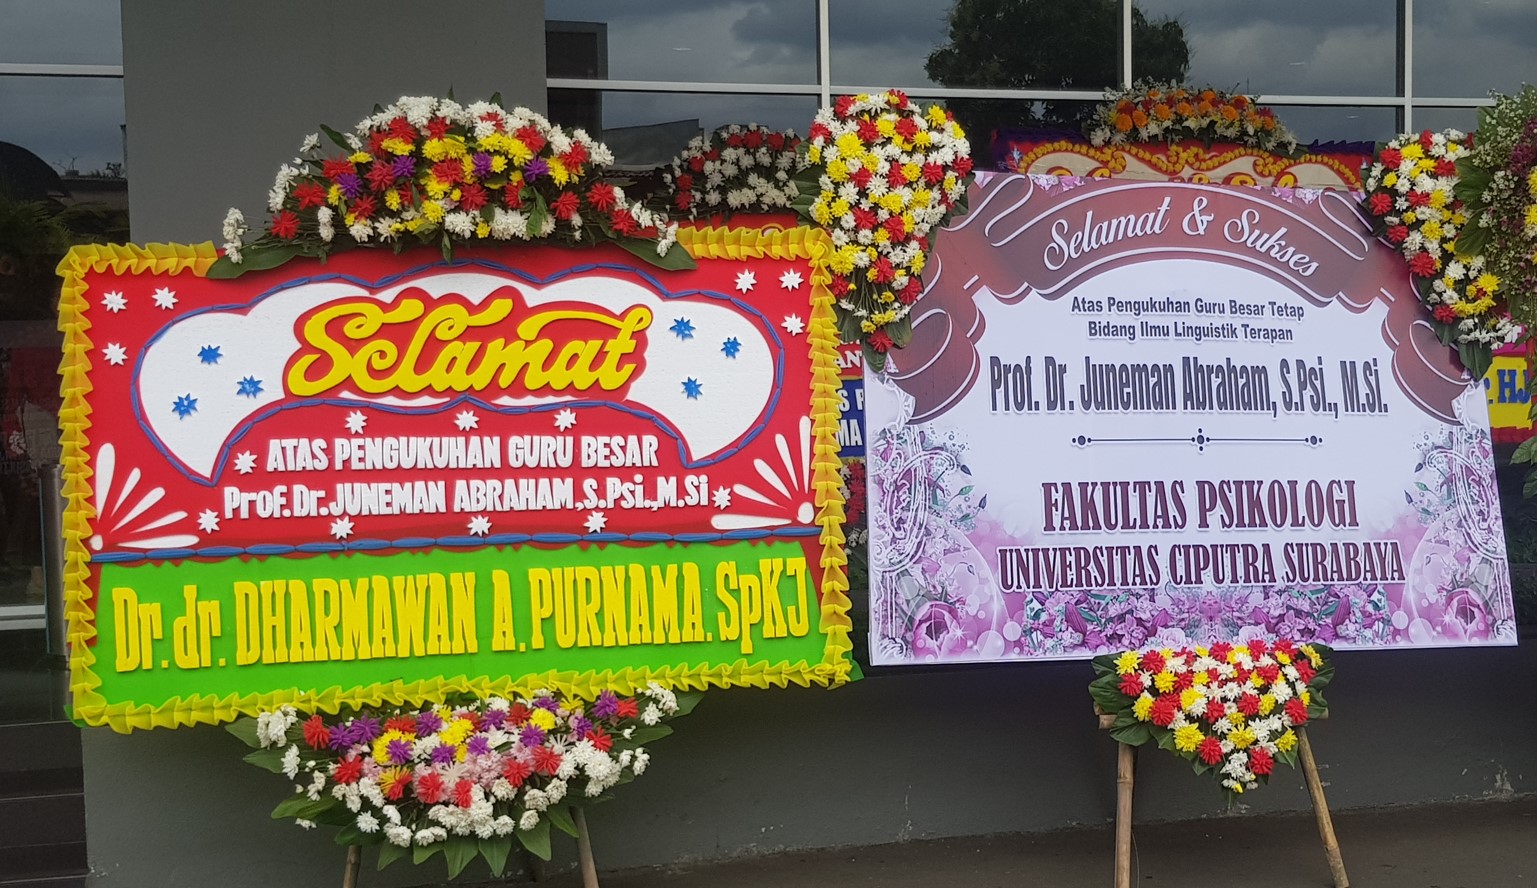 Selamat
ATAS PENGUKUHAN GURU BESAR
Prof.Dr.JUNEMAN ABRAHAM.,S.Psi.,M.Si
Dr.dr. DHARMAWAN A. PURNAMA. SpKJ
Selamat & Sukses
Atas Pengukuhan Guru Besar Tetap
Bidang Ilmu Linguistik Terapan
Prof. Dr. Juneman Abraham, S.Psi., M.Si.
FAKULTAS PSIKOLOGI
UNIVERSITAS CIPUTRA SURABAYA